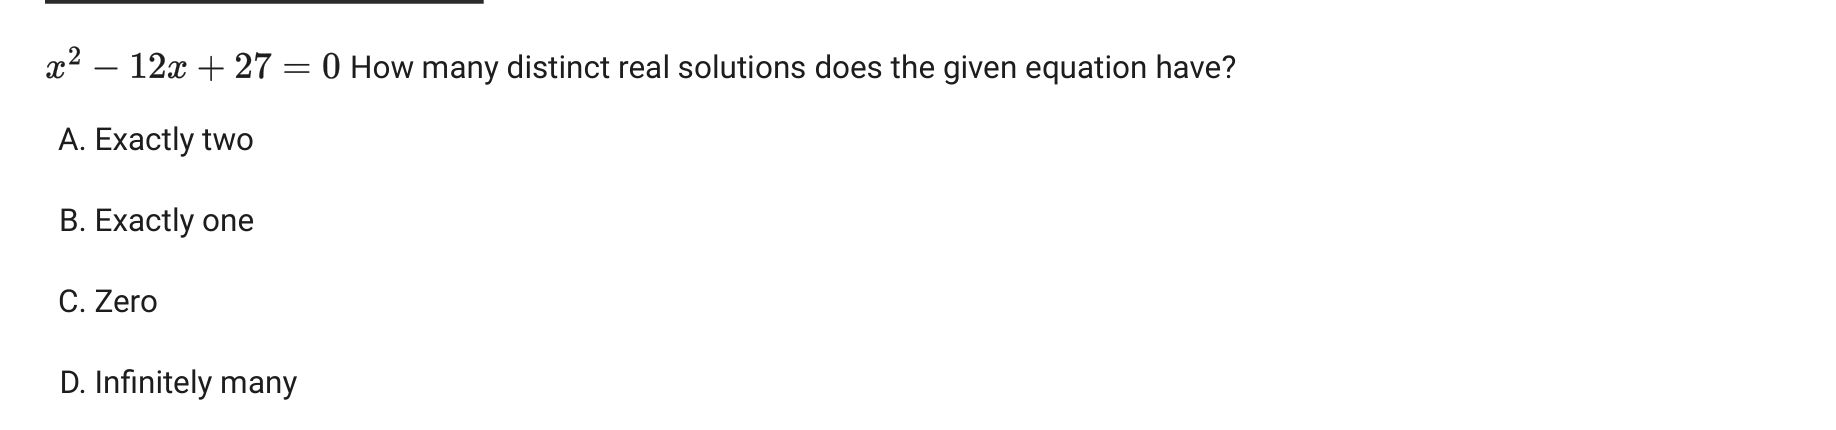 x² − 12x + 27 = 0 How many distinct real solutions does the given equation have?
A. Exactly two
B. Exactly one
C. Zero
D. Infinitely many